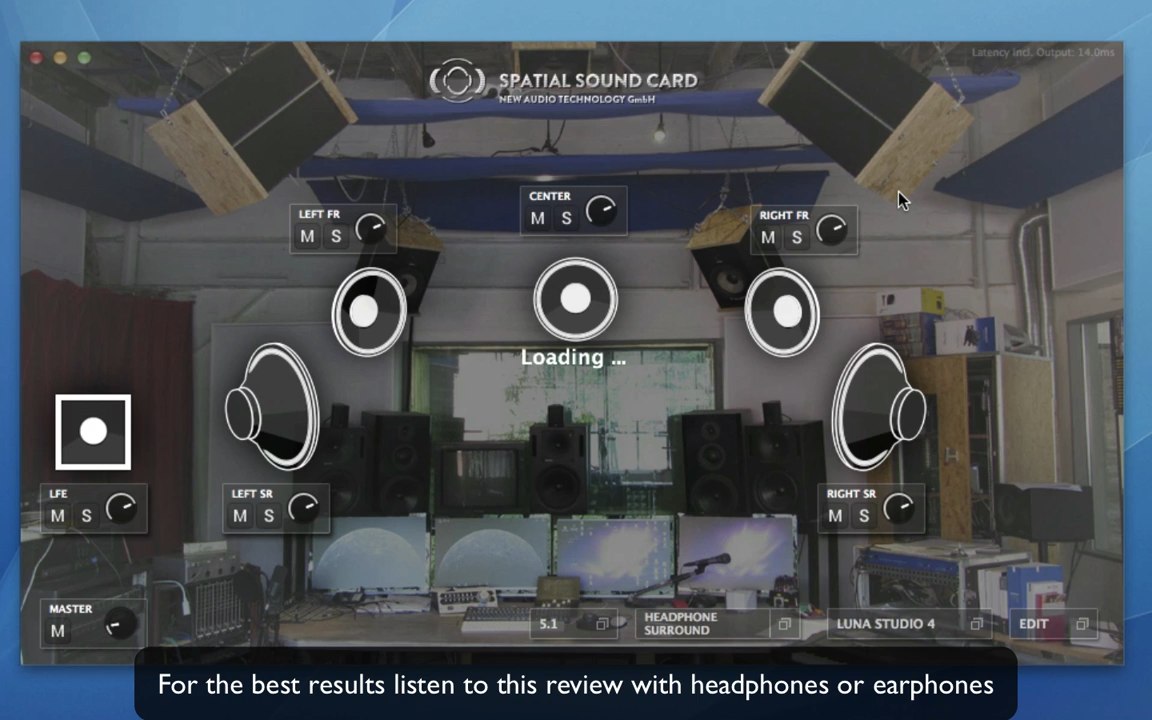 Latency incl. Output: 14.0ms
SPATIAL SOUND CARD
NEW AUDIO TECHNOLOGY GmbH
CENTER
M S
LEFT FR
M S
RIGHT FR
M S
Loading ...
LFE
M S
LEFT SR
M S
RIGHT SR
M S
MASTER
M
5.1
HEADPHONE
SURROUND
LUNA STUDIO 4
EDIT
For the best results listen to this review with headphones or earphones